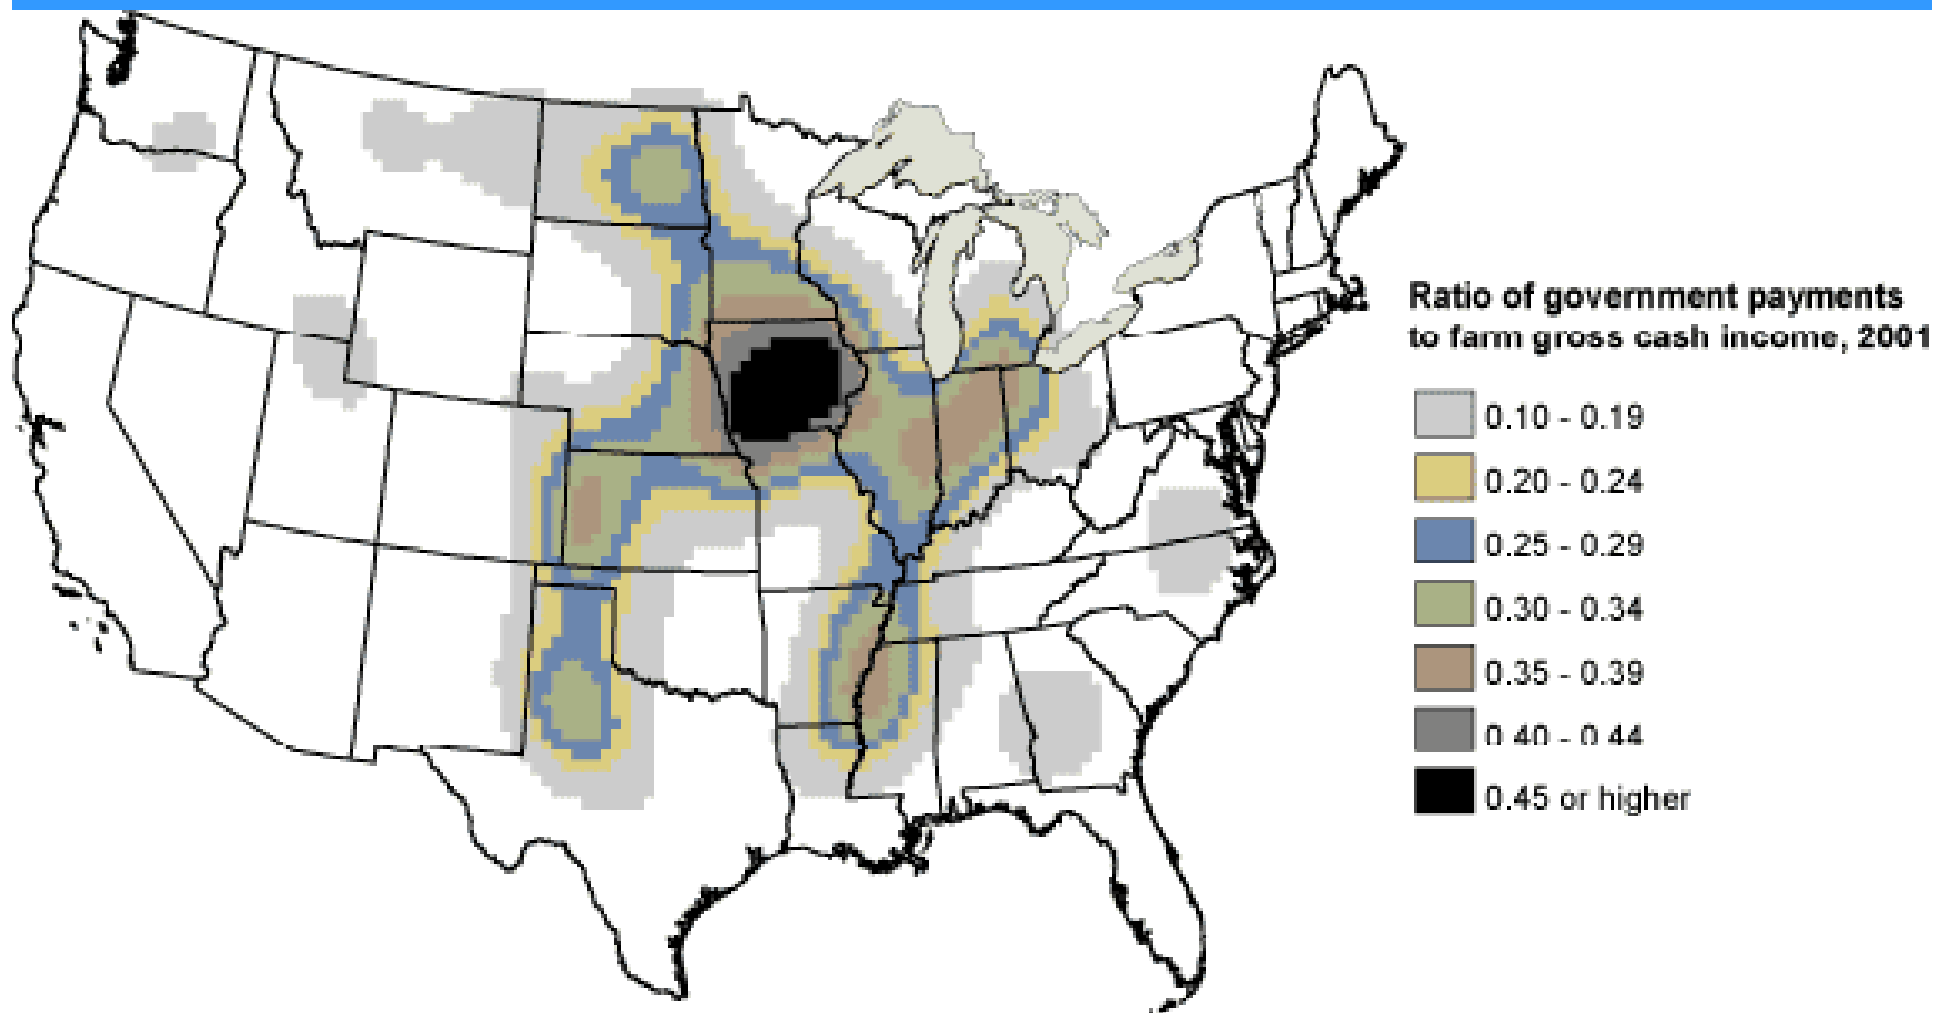 Ratio of government payments
to farm gross cash income, 2001
0.10 - 0.19
0.20 - 0.24
0.25 - 0.29
0.30 - 0.34
0.35 - 0.39
0.40 - 0.44
0.45 or higher